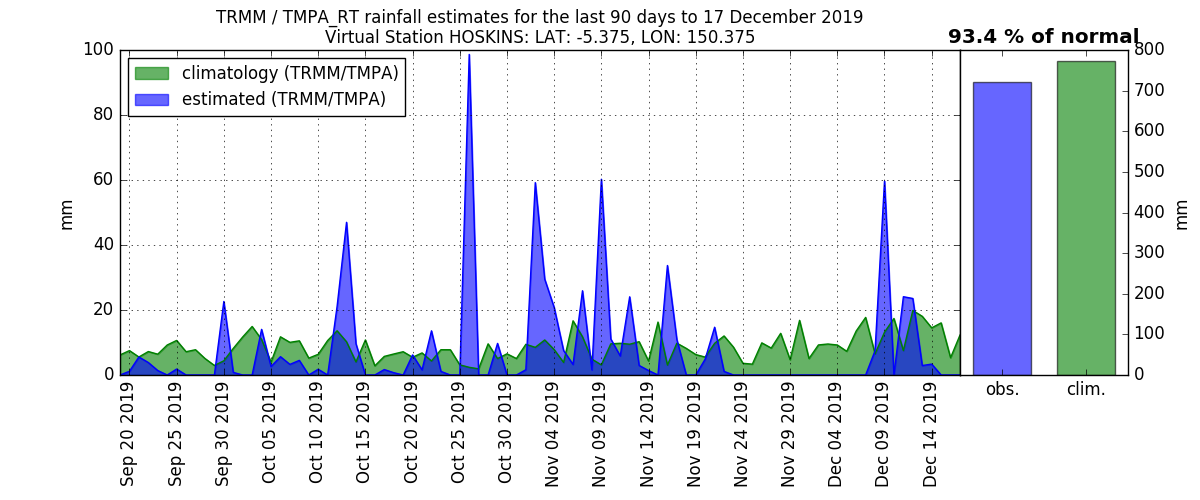 TRMM / TMPA_RT rainfall estimates for the last 90 days to 17 December 2019
Virtual Station HOSKINS: LAT: -5.375, LON: 150.375
93.4 % of normal
climatology (TRMM/TMPA)
estimated (TRMM/TMPA)
mm
100
80
60
40
20
0
Sep 20 2019
Sep 25 2019
Sep 30 2019
Oct 05 2019
Oct 10 2019
Oct 15 2019
Oct 20 2019
Oct 25 2019
Oct 30 2019
Nov 04 2019
Nov 09 2019
Nov 14 2019
Nov 19 2019
Nov 24 2019
Nov 29 2019
Dec 04 2019
Dec 09 2019
Dec 14 2019
obs.
clim.
800
700
600
500
400
300
200
100
0
mm